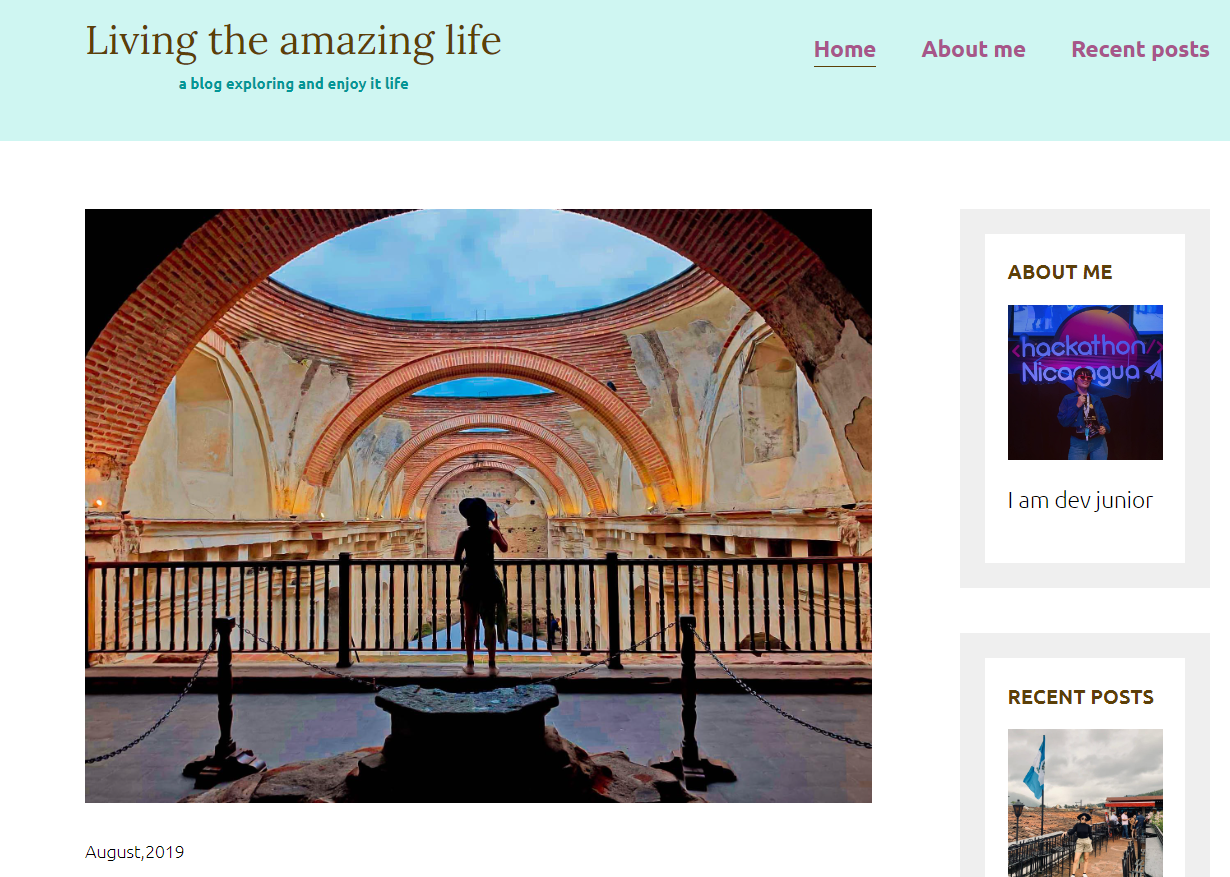 Living the amazing life
a blog exploring and enjoy it life
Home
About me
Recent posts
August,2019
ABOUT ME
<hackathon/>
Nicaragua
I am dev junior
RECENT POSTS